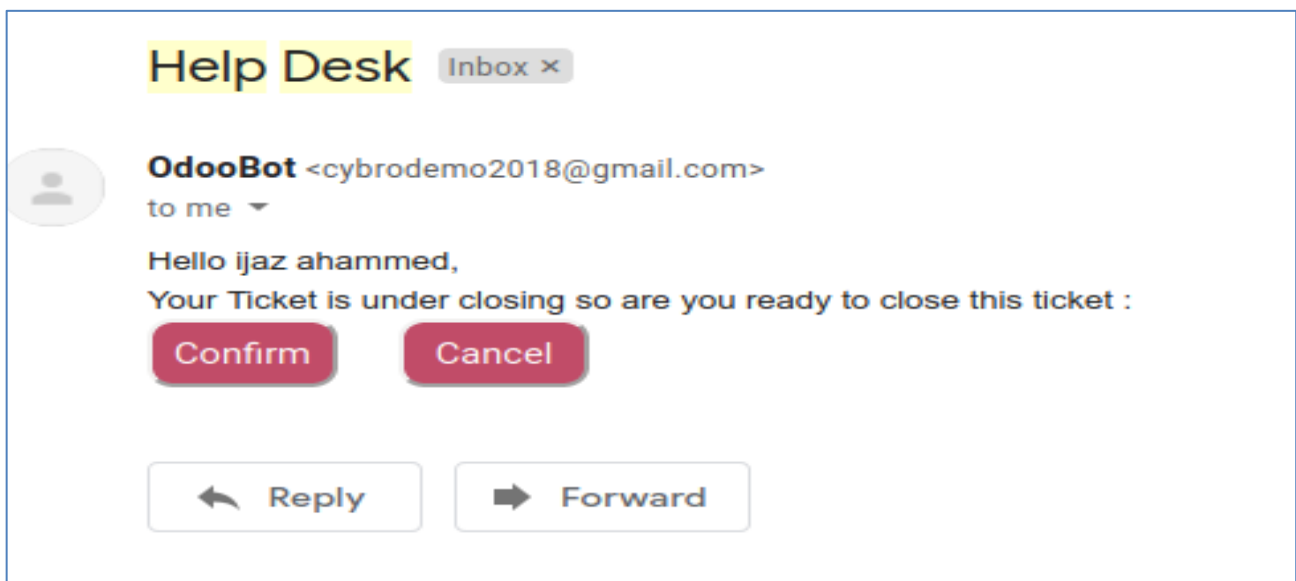 Help Desk Inbox ×
OdooBot <cybrodemo2018@gmail.com>
to me
Hello ijaz ahammed,
Your Ticket is under closing so are you ready to close this ticket :
Confirm Cancel
Reply Forward